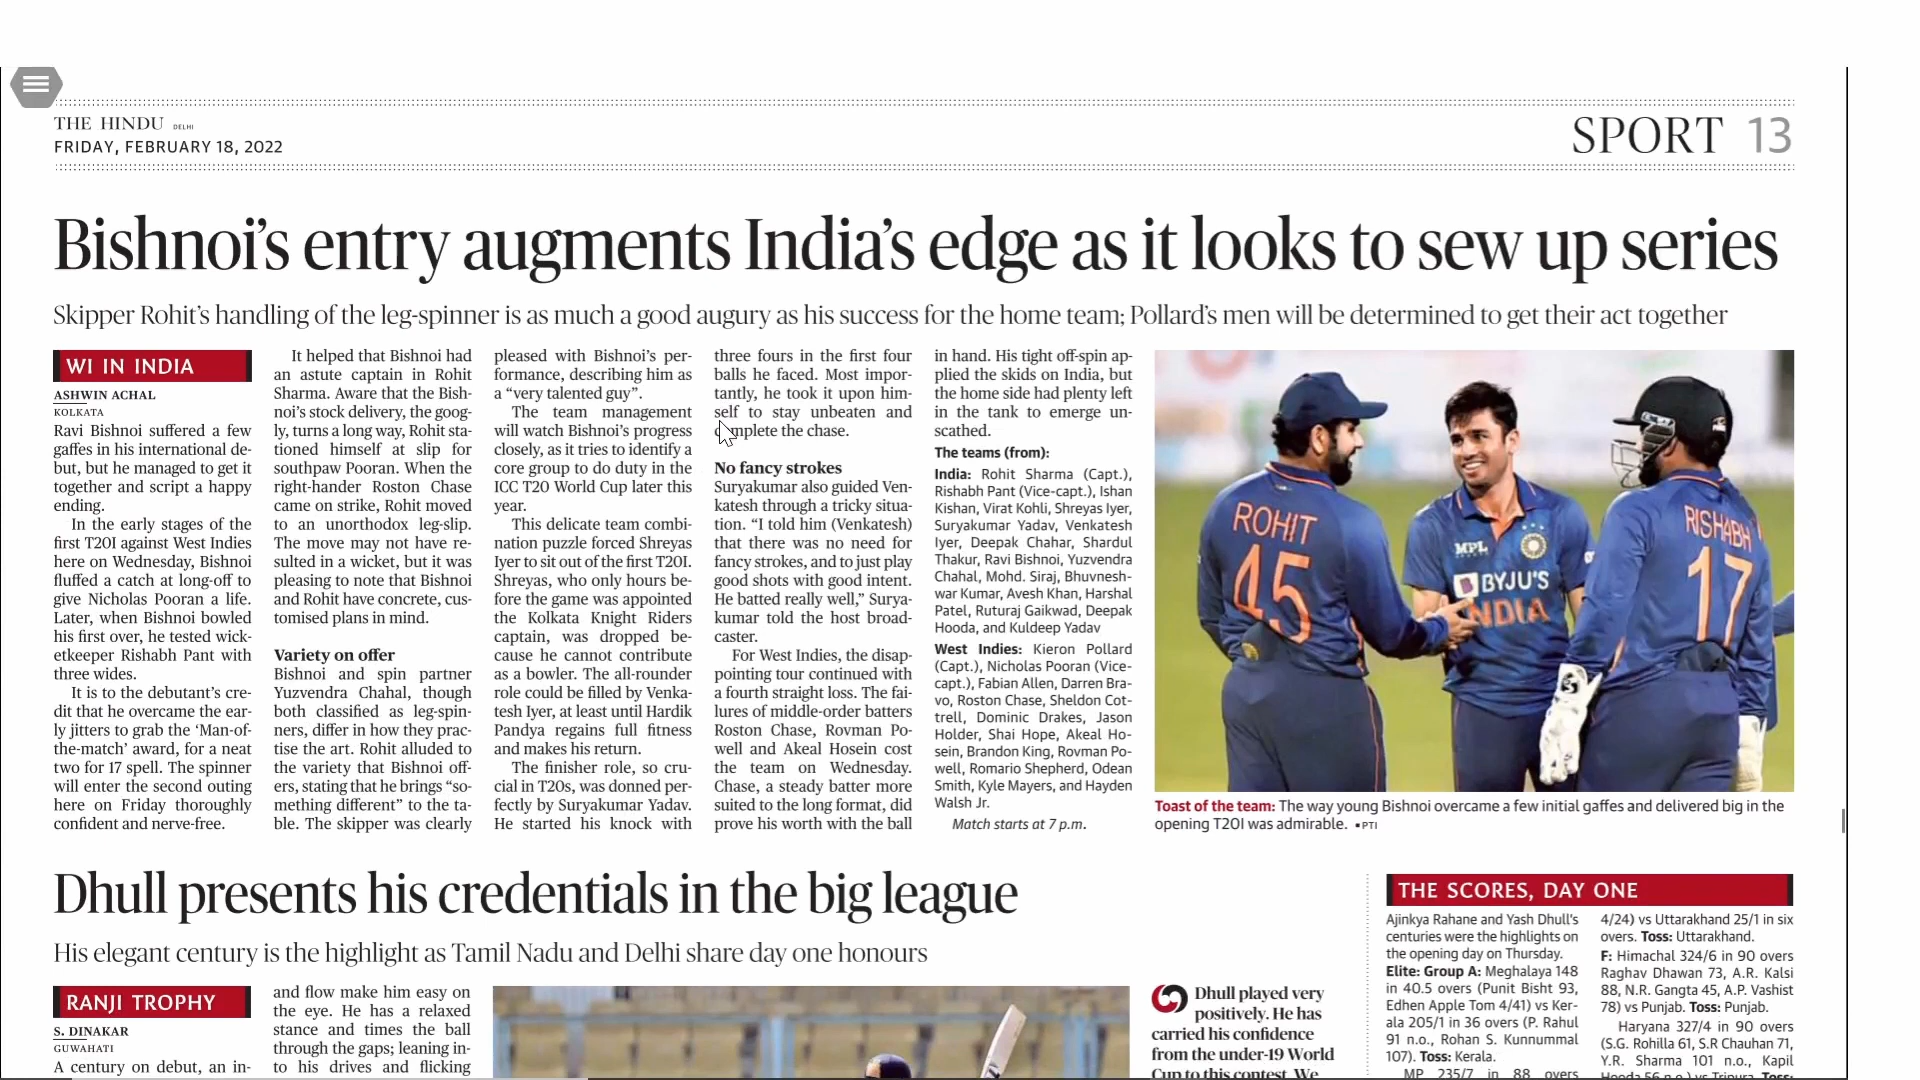 THE HINDU DELHI
FRIDAY, FEBRUARY 18, 2022
SPORT 13
Bishnoi's entry augments India's edge as it looks to sew up series
Skipper Rohit's handling of the leg-spinner is as much a good augury as his success for the home team; Pollard's men will be determined to get their act together
WI IN INDIA
ASHWIN ACHAL
KOLKATA
Ravi Bishnoi suffered a few
gaffes in his international de-
but, but he managed to get it
together and script a happy
ending.
In the early stages of the
first T20I against West Indies
here on Wednesday, Bishnoi
fluffed a catch at long-off to
give Nicholas Pooran a life.
Later, when Bishnoi bowled
his first over, he tested wick-
etkeeper Rishabh Pant with
three wides.
It is to the debutant's cre-
dit that he overcame the ear-
ly jitters to grab the 'Man-of-
the-match' award, for a neat
two for 17 spell. The spinner
will enter the second outing
here on Friday thoroughly
confident and nerve-free.
It helped that Bishnoi had
an astute captain in Rohit
Sharma. Aware that the Bish-
noi's stock delivery, the goog-
ly, turns a long way, Rohit sta-
tioned himself at slip for
southpaw Pooran. When the
right-hander Roston Chase
came on strike, Rohit moved
to an unorthodox leg-slip.
The move may not have re-
sulted in a wicket, but it was
pleasing to note that Bishnoi
and Rohit have concrete, cus-
tomised plans in mind.
Variety on offer
Bishnoi and spin partner
Yuzvendra Chahal, though
both classified as leg-spin-
ners, differ in how they prac-
tise the art. Rohit alluded to
the variety that Bishnoi off-
ers, stating that he brings "so-
mething different" to the ta-
ble. The skipper was clearly
pleased with Bishnoi's per-
formance, describing him as
a "very talented guy".
The team management
will watch Bishnoi's progress
closely, as it tries to identify a
core group to do duty in the
ICC T20 World Cup later this
year.
This delicate team combi-
nation puzzle forced Shreyas
Iyer to sit out of the first T20I.
Shreyas, who only hours be-
fore the game was appointed
the Kolkata Knight Riders
captain, was dropped be-
cause he cannot contribute
as a bowler. The all-rounder
role could be filled by Venka-
tesh Iyer, at least until Hardik
Pandya regains full fitness
and makes his return.
The finisher role, so cru-
cial in T20s, was donned per-
fectly by Suryakumar Yadav.
He started his knock with
three fours in the first four
balls he faced. Most impor-
tantly, he took it upon him-
self to stay unbeaten and
complete the chase.
No fancy strokes
Suryakumar also guided Ven-
katesh through a tricky situa-
tion. "I told him (Venkatesh)
that there was no need for
fancy strokes, and to just play
good shots with good intent.
He batted really well," Surya-
kumar told the host broad-
caster.
For West Indies, the disap-
pointing tour continued with
a fourth straight loss. The fai-
lures of middle-order batters
Roston Chase, Rovman Po-
well and Akeal Hosein cost
the team on Wednesday.
Chase, a steady batter more
suited to the long format, did
prove his worth with the ball
in hand. His tight off-spin ap-
plied the skids on India, but
the home side had plenty left
in the tank to emerge un-
scathed.
The teams (from):
India: Rohit Sharma (Capt.),
Rishabh Pant (Vice-capt.), Ishan
Kishan, Virat Kohli, Shreyas Iyer,
Suryakumar Yadav, Venkatesh
Iyer, Deepak Chahar, Shardul
Thakur, Ravi Bishnoi, Yuzvendra
Chahal, Mohd. Siraj, Bhuvnesh-
war Kumar, Avesh Khan, Harshal
Patel, Ruturaj Gaikwad, Deepak
Hooda, and Kuldeep Yadav
West Indies: Kieron Pollard
(Capt.), Nicholas Pooran (Vice-
capt.), Fabian Allen, Darren Bra-
vo, Roston Chase, Sheldon Cot-
trell, Dominic Drakes, Jason
Holder, Shai Hope, Akeal Ho-
sein, Brandon King, Rovman Po-
well, Romario Shepherd, Odean
Smith, Kyle Mayers, and Hayden
Walsh Jr.
Match starts at 7 p.m.
ROHIT
45
MPL
BYJU'S
INDIA
RISHABH
17
Toast of the team: The way young Bishnoi overcame a few initial gaffes and delivered big in the
opening T20I was admirable. ▪PTI
Dhull presents his credentials in the big league
His elegant century is the highlight as Tamil Nadu and Delhi share day one honours
RANJI TROPHY
S. DINAKAR
GUWAHATI
A century on debut, an in-
and flow make him easy on
the eye. He has a relaxed
stance and times the ball
through the gaps; leaning in-
to his drives and flicking
Dhull played very
positively. He has
carried his confidence
from the under-19 World
Cup to this contest. We
THE SCORES, DAY ONE
Ajinkya Rahane and Yash Dhull's
centuries were the highlights on
the opening day on Thursday.
Elite: Group A: Meghalaya 148
in 40.5 overs (Punit Bisht 93,
Edhen Apple Tom 4/41) vs Ker-
ala 205/1 in 36 overs (P. Rahul
91 n.o., Rohan S. Kunnummal
107). Toss: Kerala.
MP 235/7 in 88 overs
4/24) vs Uttarakhand 25/1 in six
overs. Toss: Uttarakhand.
F: Himachal 324/6 in 90 overs
Raghav Dhawan 73, A.R. Kalsi
88, N.R. Gangta 45, A.P. Vashist
78) vs Punjab. Toss: Punjab.
Haryana 327/4 in 90 overs
(S.G. Rohilla 61, S.R Chauhan 71,
Y.R. Sharma 101 n.o., Kapil
Hooda 56 n.o.) vs Tripura. Toss: